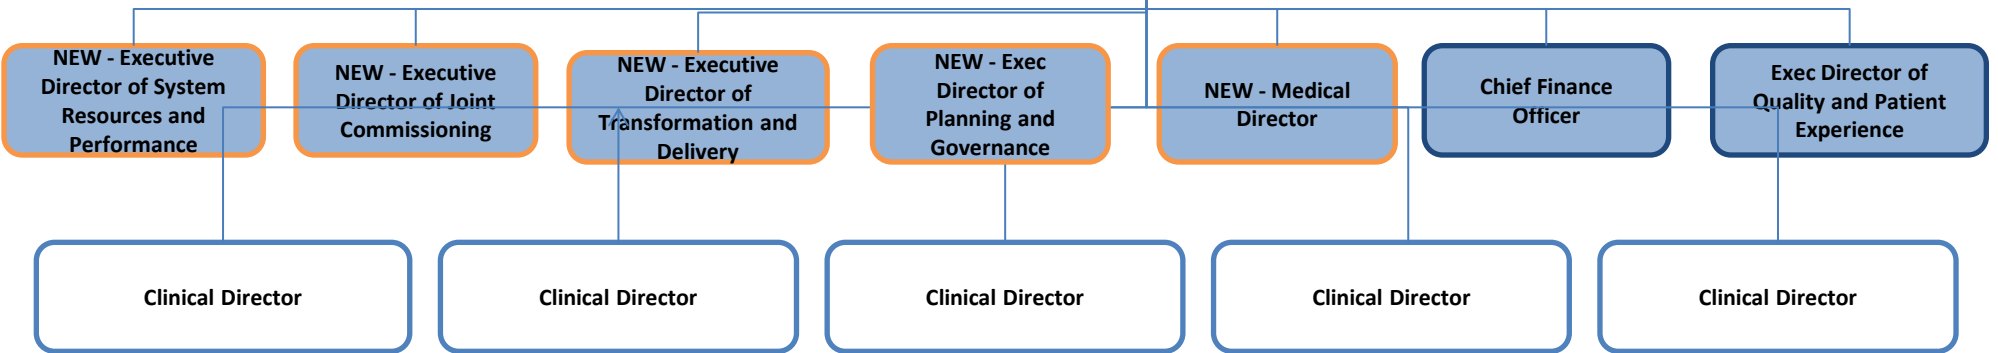 NEW - Executive
Director of System
Resources and
Performance
NEW - Executive
Director of Joint
Commissioning
NEW - Executive
Director of
Transformation and
Delivery
NEW - Exec
Director of
Planning and
Governance
NEW - Medical
Director
Chief Finance
Officer
Exec Director of
Quality and Patient
Experience
Clinical Director
Clinical Director
Clinical Director
Clinical Director
Clinical Director